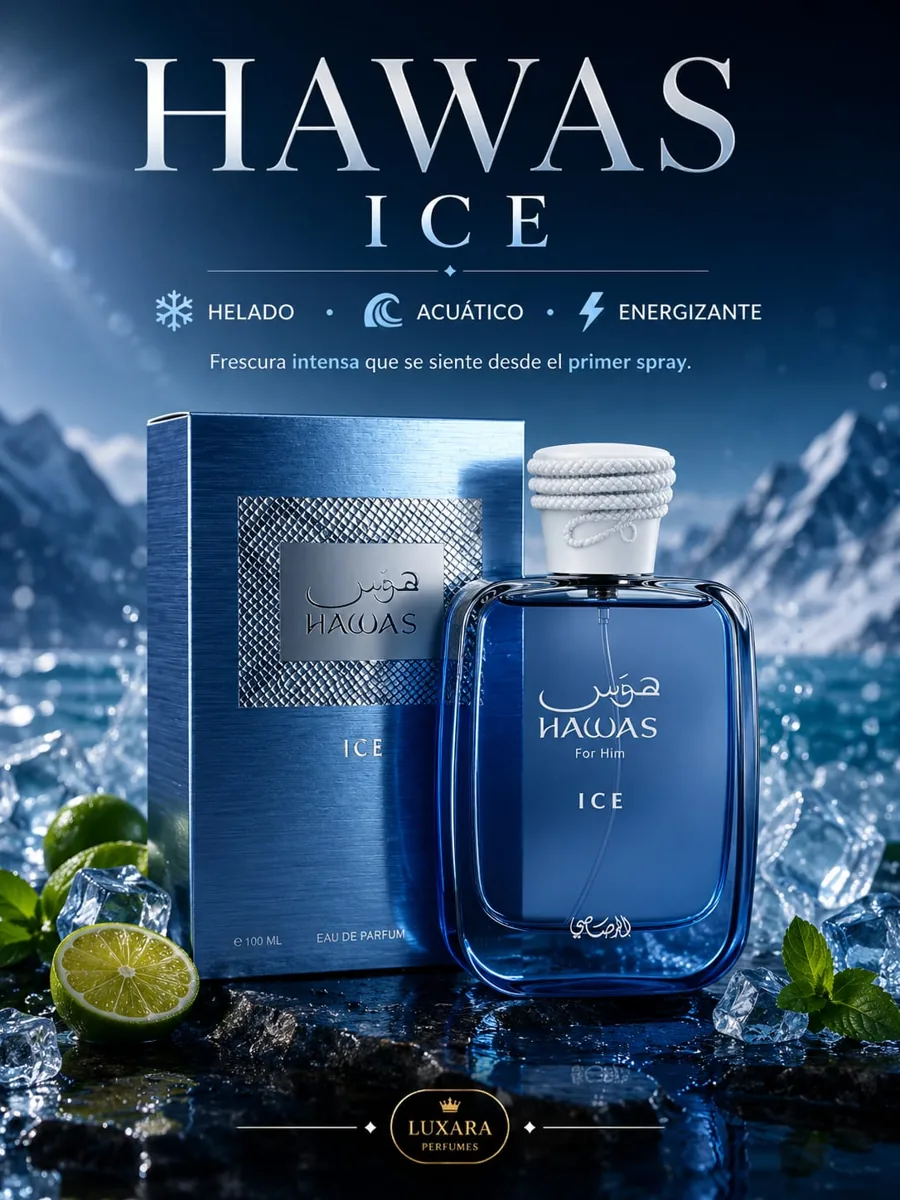 HAWAS
ICE
HELADO • ACUÁTICO • ENERGIZANTE
Frescura intensa que se siente desde el primer spray.
هوس
HAWAS
ICE
e 100 ML EAU DE PARFUM
هوس
HAWAS
For Him
ICE
الرصاصي
LUXARA
PERFUMES